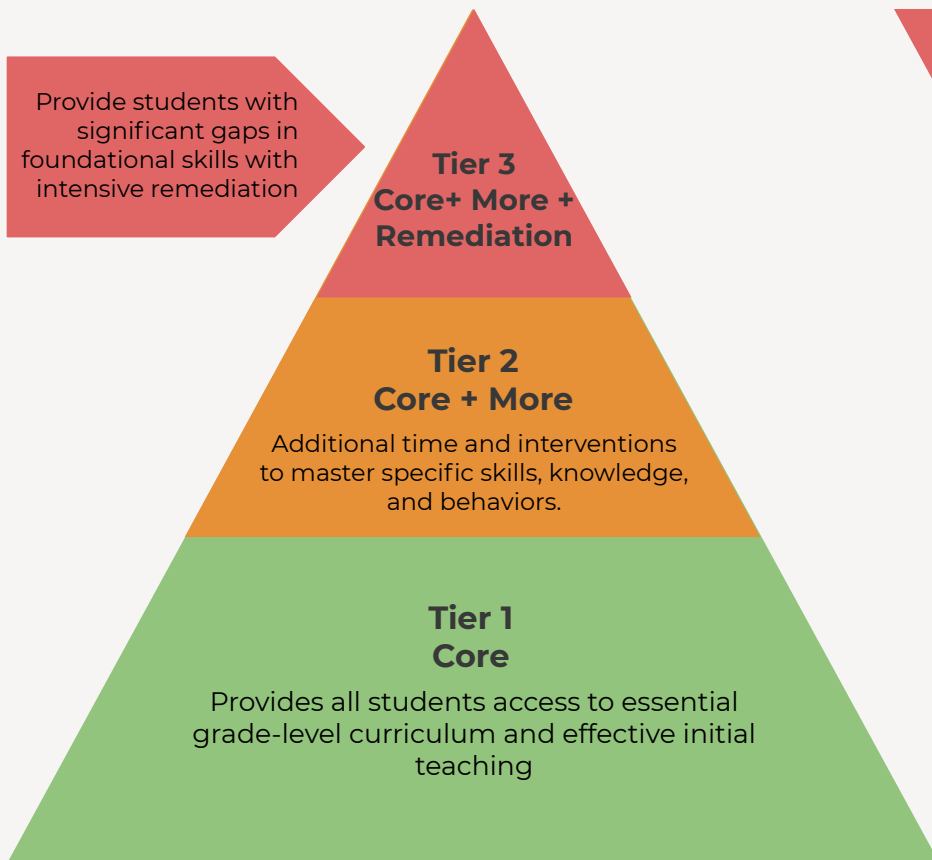 Provide students with
significant gaps in
foundational skills with
intensive remediation
Tier 3
Core+ More +
Remediation
Tier 2
Core + More
Additional time and interventions
to master specific skills, knowledge,
and behaviors.
Tier 1
Core
Provides all students access to essential
grade-level curriculum and effective initial
teaching